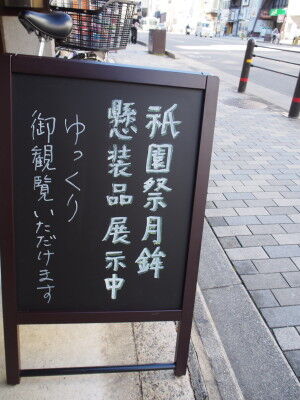 祇園祭月鉾
懸装品展示中
ゆっくり
御観覧いただけます